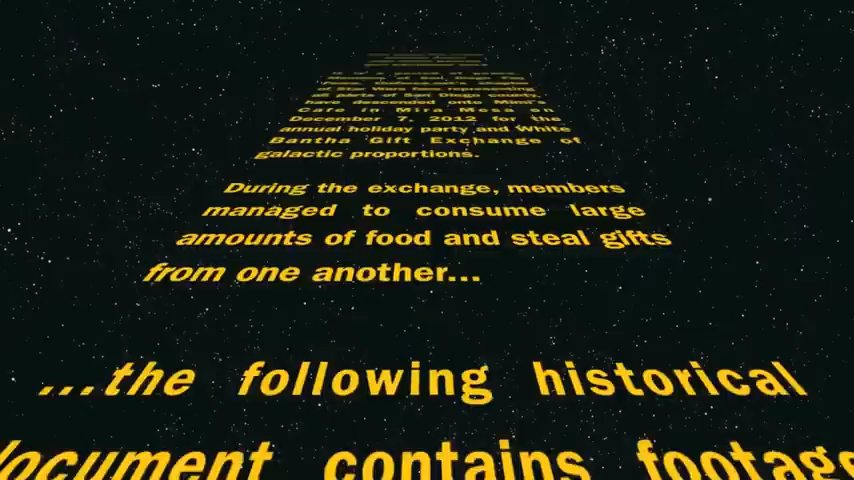 of Star Wars fans representing
all parts of San Diego county,
have descended onto Mimi's
Cafe in Mira Mesa on
December 7, 2012 for the
annual holiday party and White
Bantha Gift Exchange of
galactic proportions.
During the exchange, members
managed to consume large
amounts of food and steal gifts
from one another...
...the following historical
document contains footage